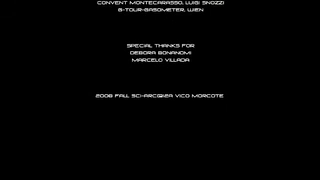 CONVENT MONTECARASSO, LUIGI SNOZZI
B-TOUR-GASOMETER, WIEN
SPECIAL THANKS FOR
DEBORA BONANOMI
MARCELO VILLADA
2008 FALL SCI-ARC@IZA VICO MORCOTE